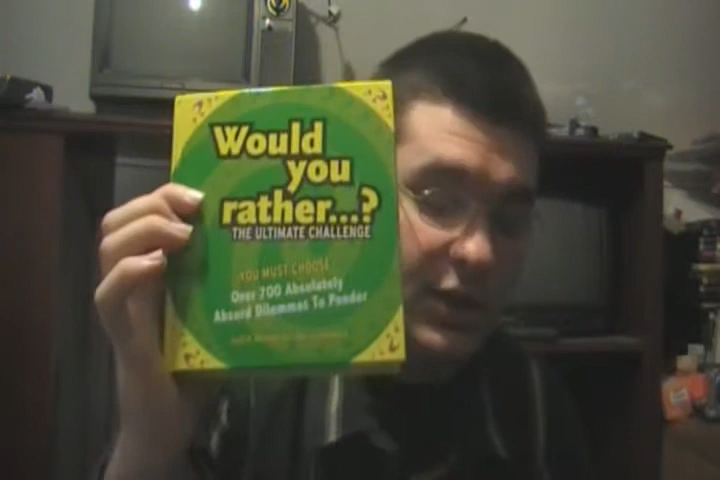 Would
you
rather...?
THE ULTIMATE CHALLENGE
YOU MUST CHOOSE
Over 700 Absolutely
Absurd Dilemmas To Ponder